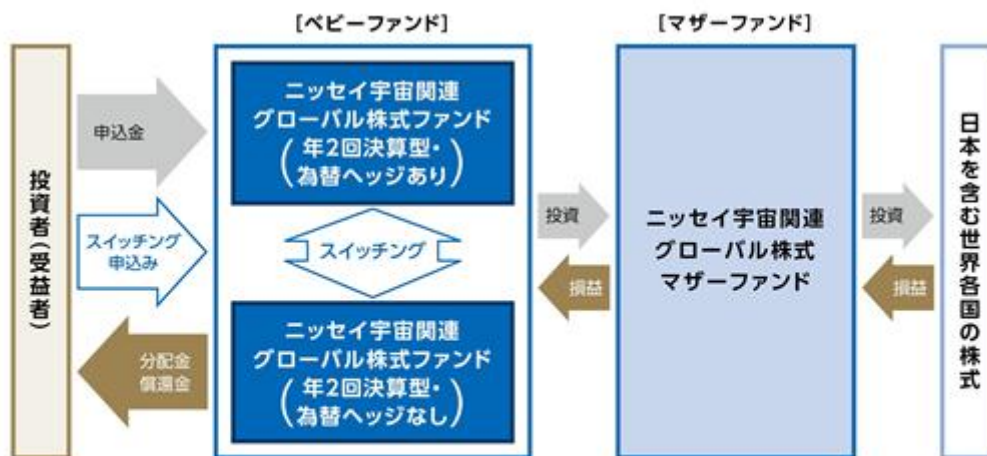 [ベビーファンド]
[マザーファンド]
投資者(受益者)
申込金
スイッチング
申込み
分配金
償還金
ニッセイ宇宙関連
グローバル株式ファンド
(年2回決算型・
為替ヘッジあり)
スイッチング
ニッセイ宇宙関連
グローバル株式ファンド
(年2回決算型・
為替ヘッジなし)
投資
損益
ニッセイ宇宙関連
グローバル株式
マザーファンド
投資
損益
日本を含む世界各国の株式